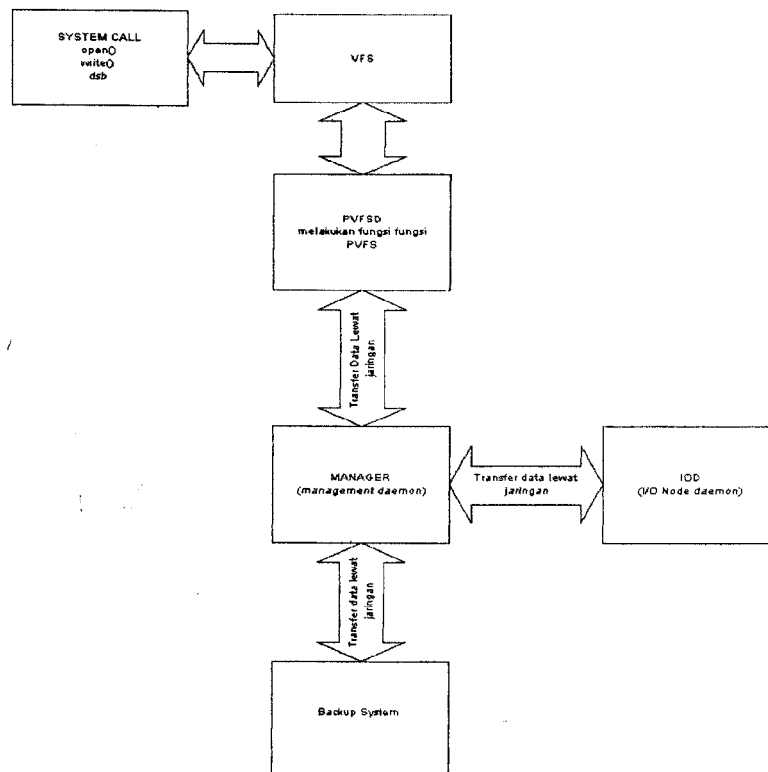 SYSTEM CALL
open()
write()
dsb
VFS
PVFSD
melakukan fungsi fungsi
PVFS
Transfer Data Lewat
jaringan
MANAGER
(management daemon)
Transfer data lewat
jaringan
IOD
(I/O Node daemon)
Transfer data lewat
jaringan
Backup System